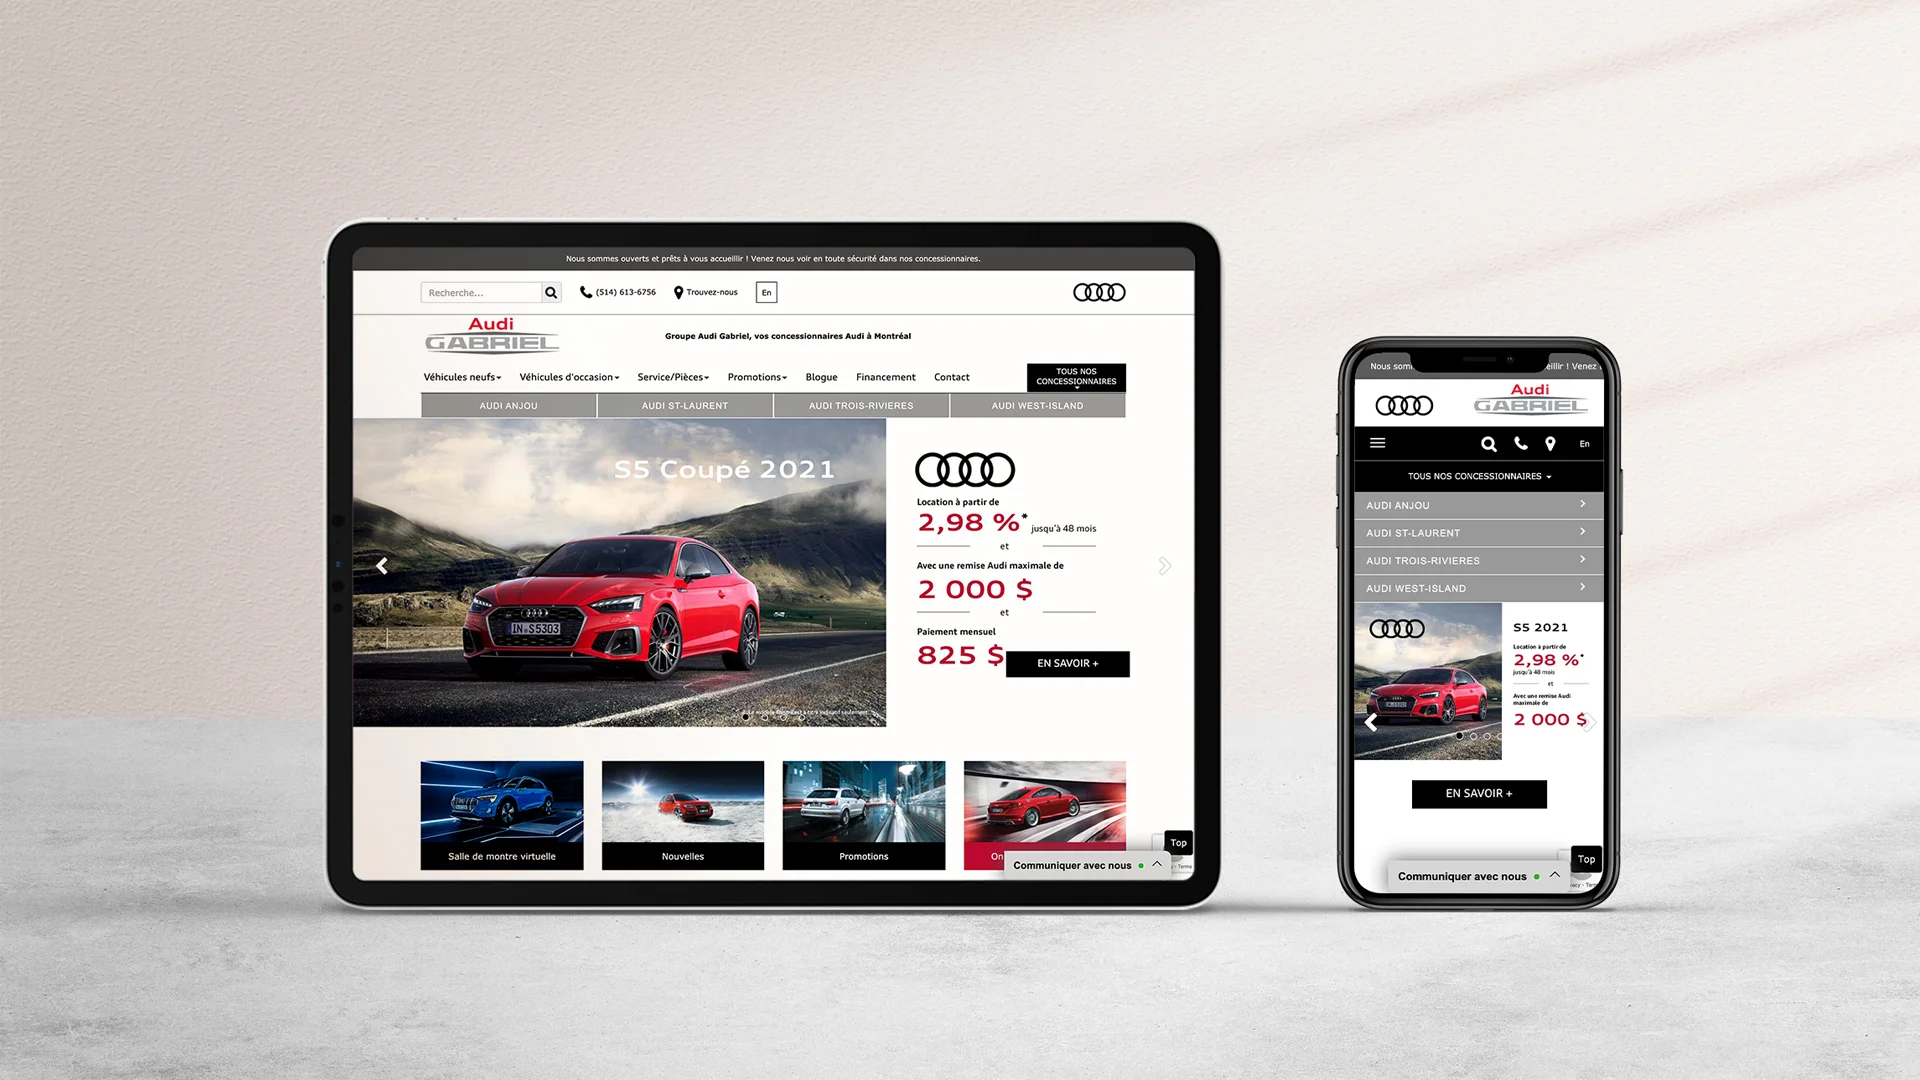 Nous sommes ouverts et prêts à vous accueillir ! Venez nous voir en toute sécurité dans nos concessionnaires.
Recherche...
(514) 613-6756
Trouvez-nous
En
Audi
GABRIEL
Groupe Audi Gabriel, vos concessionnaires Audi à Montréal
Véhicules neufs
Véhicules d'occasion
Service/Pièces
Promotions
Blogue
Financement
Contact
TOUS NOS
CONCESSIONNAIRES
AUDI ANJOU
AUDI ST-LAURENT
AUDI TROIS-RIVIERES
AUDI WEST-ISLAND
S5 Coupé 2021
IN S5303
Location à partir de
2,98 %* jusqu'à 48 mois
et
Avec une remise Audi maximale de
2 000 $
et
Paiement mensuel
825 $
EN SAVOIR +
Salle de montre virtuelle
Nouvelles
Promotions
On
Top
Communiquer avec nous
- Terms
Nous som
eillir ! Venez
Audi
GABRIEL
En
TOUS NOS CONCESSIONNAIRES
AUDI ANJOU
AUDI ST-LAURENT
AUDI TROIS-RIVIERES
AUDI WEST-ISLAND
S5 2021
Location à partir de
2,98 %*
jusqu'à 48 mois
et
Avec une remise Audi
maximale de
2 000 $
EN SAVOIR +
Top
Communiquer avec nous